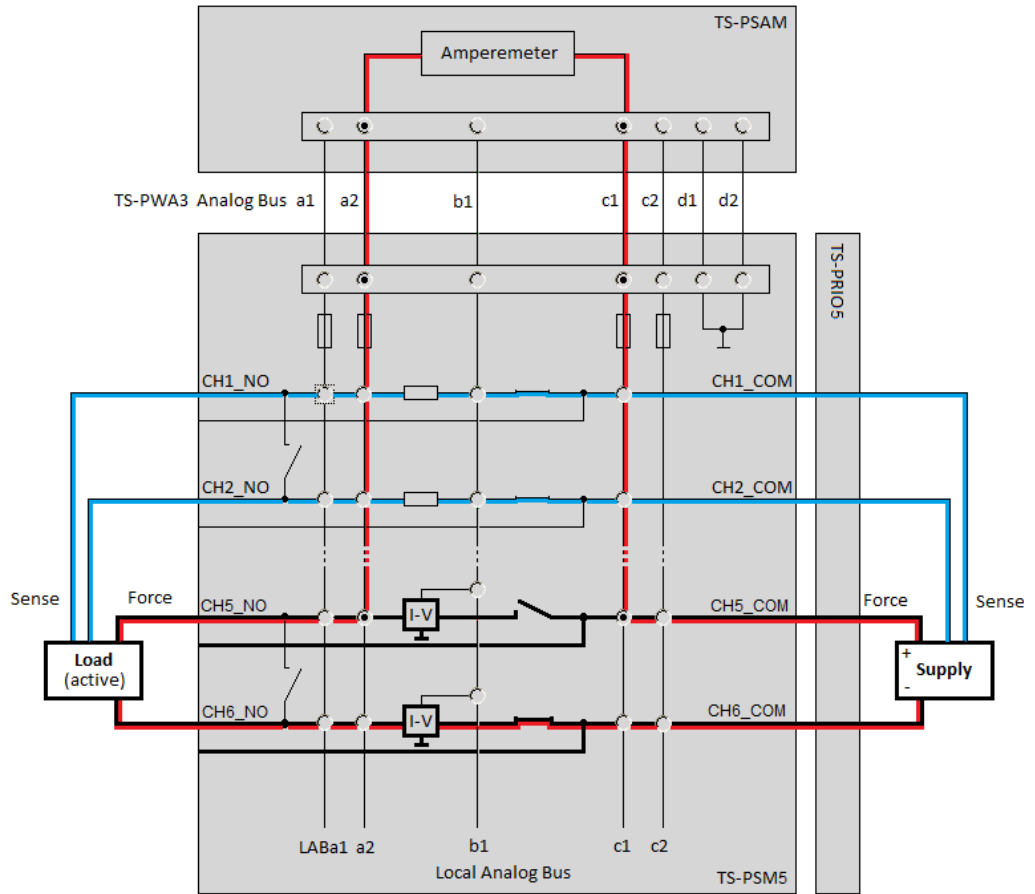 TS-PSAM
Amperemeter
TS-PWA3 Analog Bus a1 a2 b1 c1 c2 d1 d2
TS-PRIO5
CH1_NO CH1_COM
CH2_NO CH2_COM
Sense Force CH5_NO I-V CH5_COM Force Sense
Load
(active)
+
Supply
-
CH6_NO I-V CH6_COM
LABa1 a2 b1 c1 c2
Local Analog Bus
TS-PSM5